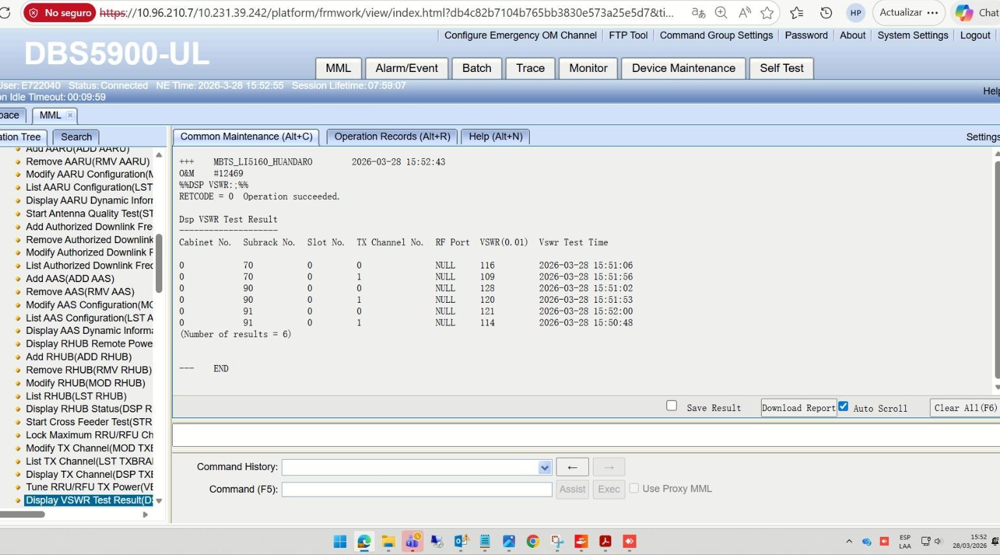 No seguro https://10.96.210.7/10.231.39.242/platform/frmwork/view/index.html?db4c82b7104b765bb3830e573a25e5d7&ti... HP Actualizar ... Chat
Configure Emergency OM Channel FTP Tool Command Group Settings Password About System Settings Logout
DBS5900-UL
MML Alarm/Event Batch Trace Monitor Device Maintenance Self Test
User: E722040 Status: Connected NE Time: 2026-3-28 15:52:55 Session Lifetime: 07:59:07
on Idle Timeout: 00:09:59
Help
pace MML
ation Tree Search
Common Maintenance (Alt+C) Operation Records (Alt+R) Help (Alt+N) Settings
Add AARU(ADD AARU)
Remove AARU(RMV AARU)
Modify AARU Configuration(M
List AARU Configuration(LST
Display AARU Dynamic Inforr
Start Antenna Quality Test(ST
Add Authorized Downlink Fre
Remove Authorized Downlink
Modify Authorized Downlink F
List Authorized Downlink Fred
Add AAS(ADD AAS)
Remove AAS(RMV AAS)
Modify AAS Configuration(MC
List AAS Configuration(LST A
Display AAS Dynamic Informa
Display RHUB Remote Powe
Add RHUB(ADD RHUB)
Remove RHUB(RMV RHUB)
Modify RHUB(MOD RHUB)
List RHUB(LST RHUB)
Display RHUB Status(DSP R
Start Cross Feeder Test(STR
Lock Maximum RRU/RFU Ch
Modify TX Channel(MOD TXB
List TX Channel(LST TXBRAN
Display TX Channel(DSP TXB
Tune RRU/RFU TX Power(VE
Display VSWR Test Result(DS
+++ MBTS_LI5160_HUANDARO 2026-03-28 15:52:43
O&M #12469
%%DSP VSWR:;%%
RETCODE = 0 Operation succeeded.
Dsp VSWR Test Result
--------------------
Cabinet No. Subrack No. Slot No. TX Channel No. RF Port VSWR(0.01) Vswr Test Time
0 70 0 0 NULL 116 2026-03-28 15:51:06
0 70 0 1 NULL 109 2026-03-28 15:51:56
0 90 0 0 NULL 128 2026-03-28 15:51:02
0 90 0 1 NULL 120 2026-03-28 15:51:53
0 91 0 0 NULL 121 2026-03-28 15:52:00
0 91 0 1 NULL 114 2026-03-28 15:50:48
(Number of results = 6)
--- END
Save Result Download Report Auto Scroll Clear All(F6)
Command History:
Command (F5): Assist Exec Use Proxy MML
ESP
LAA
15:52
28/03/2026